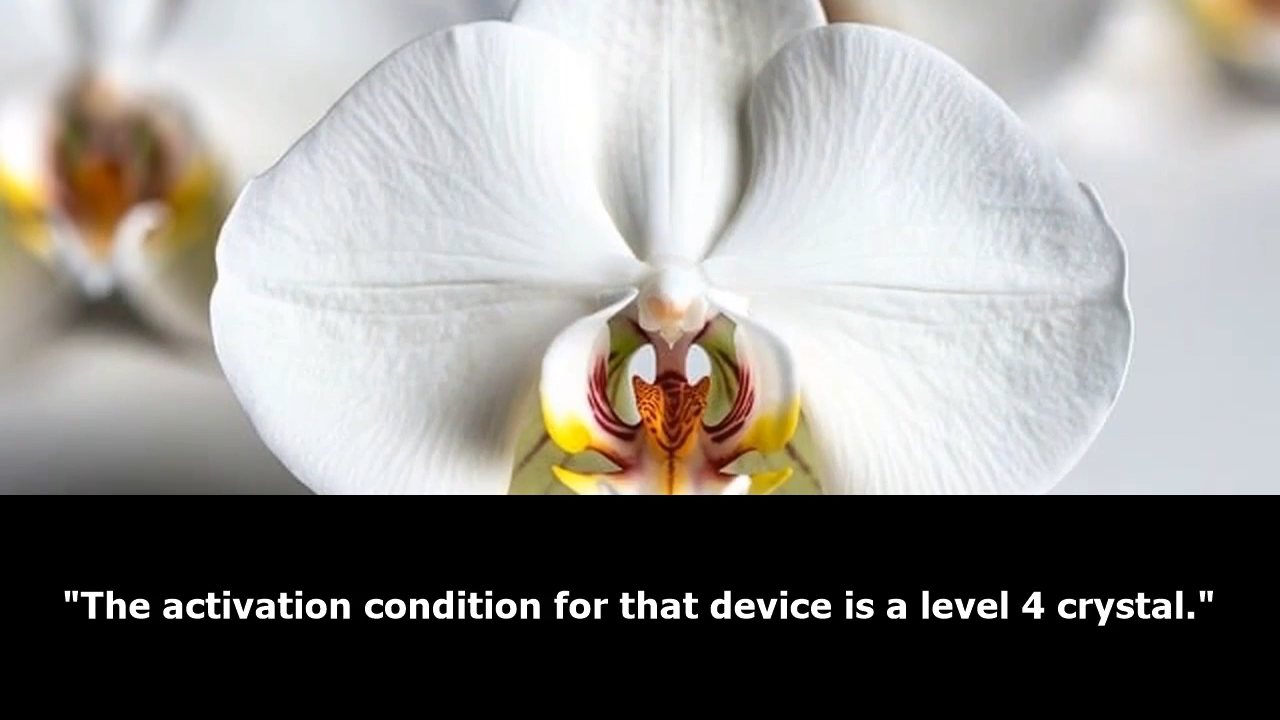 "The activation condition for that device is a level 4 crystal."